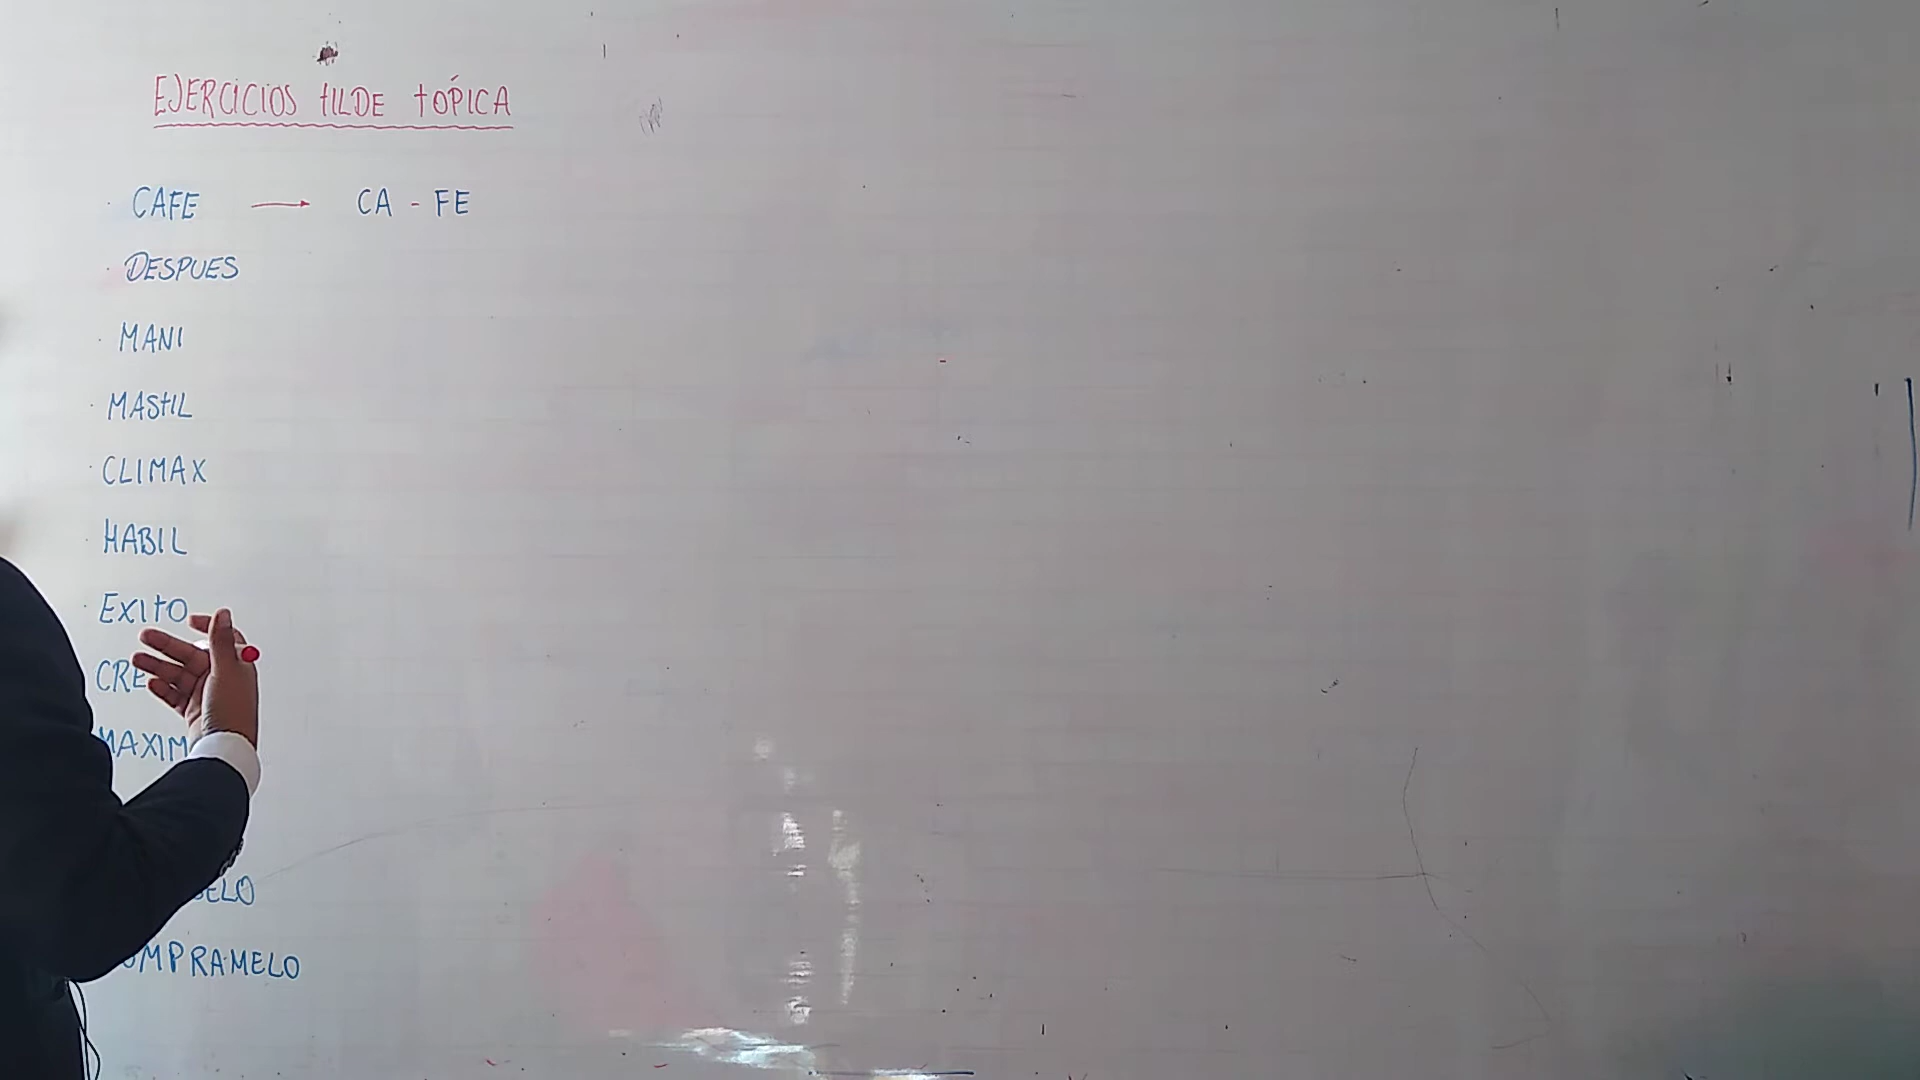 EJERCICIOS TILDE TÓPICA
CAFE → CA - FE
DESPUES
MANI
MASTIL
CLIMAX
HABIL
EXITO